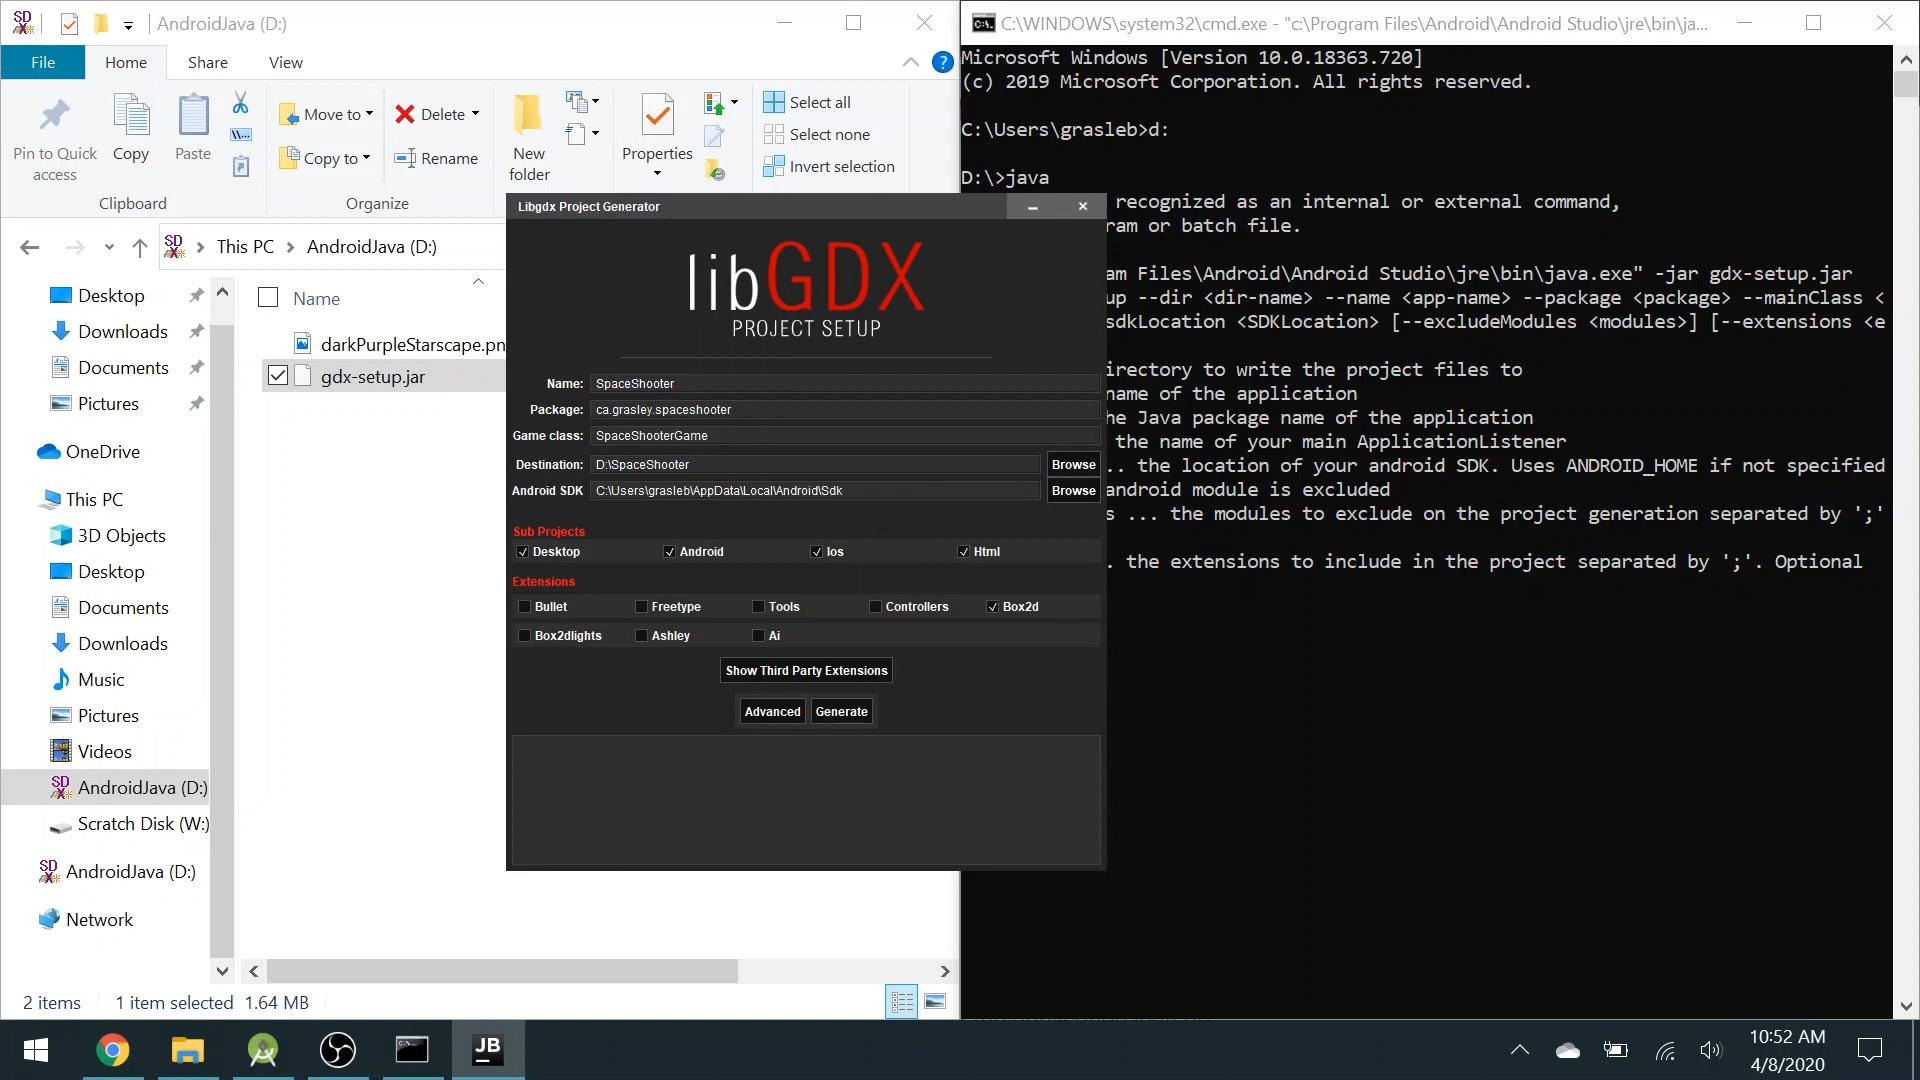 AndroidJava (D:)
File
Home
Share
View
Pin to Quick
access
Copy
Paste
Clipboard
Move to
Copy to
Delete
Rename
Organize
New
folder
Properties
Select all
Select none
Invert selection
This PC
AndroidJava (D:)
Desktop
Downloads
Documents
Pictures
OneDrive
This PC
3D Objects
Desktop
Documents
Downloads
Music
Pictures
Videos
AndroidJava (D:)
Scratch Disk (W:)
AndroidJava (D:)
Network
Name
darkPurpleStarscape.pn
gdx-setup.jar
2 items
1 item selected 1.64 MB
C:\WINDOWS\system32\cmd.exe - "c:\Program Files\Android\Android Studio\jre\bin\ja...
Microsoft Windows [Version 10.0.18363.720]
(c) 2019 Microsoft Corporation. All rights reserved.
C:\Users\grasleb>d:
D:\>java
recognized as an internal or external command,
ram or batch file.
am Files\Android\Android Studio\jre\bin\java.exe" -jar gdx-setup.jar
up --dir <dir-name> --name <app-name> --package <package> --mainClass <
sdkLocation <SDKLocation> [--excludeModules <modules>] [--extensions <e
irectory to write the project files to
name of the application
he Java package name of the application
the name of your main ApplicationListener
.. the location of your android SDK. Uses ANDROID_HOME if not specified
android module is excluded
s ... the modules to exclude on the project generation separated by ';'
. the extensions to include in the project separated by ';'. Optional
Libgdx Project Generator
libGDX
PROJECT SETUP
Name: SpaceShooter
Package: ca.grasley.spaceshooter
Game class: SpaceShooterGame
Destination: D:\SpaceShooter Browse
Android SDK C:\Users\grasleb\AppData\Local\Android\Sdk Browse
Sub Projects
Desktop Android Ios Html
Extensions
Bullet Freetype Tools Controllers Box2d
Box2dlights Ashley Ai
Show Third Party Extensions
Advanced Generate
JB
10:52 AM
4/8/2020